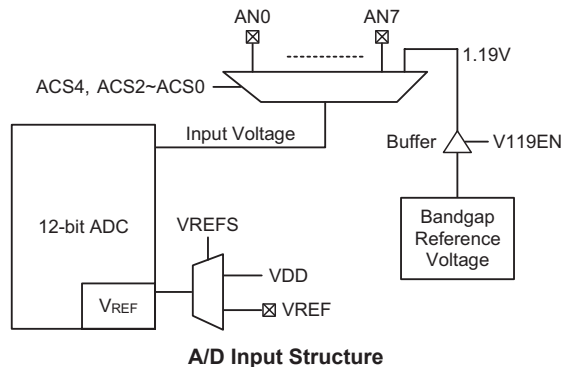 AN0
AN7
1.19V
ACS4, ACS2~ACS0
Input Voltage
Buffer
V119EN
12-bit ADC
Bandgap
Reference
Voltage
VREFS
VDD
VREF
VREF
A/D Input Structure